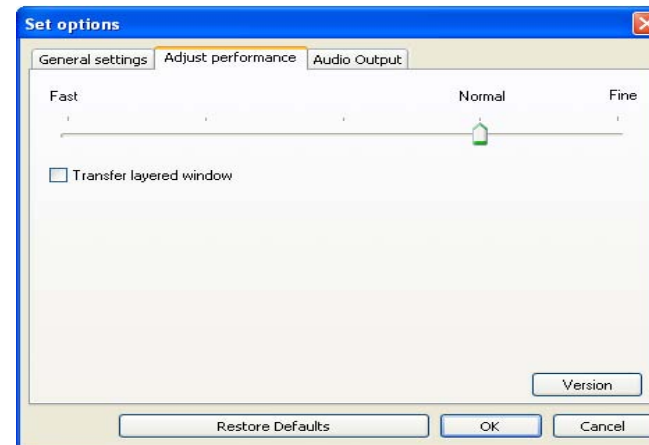 Set options
General settings Adjust performance Audio Output
Fast Normal Fine
Transfer layered window
Version
Restore Defaults OK Cancel